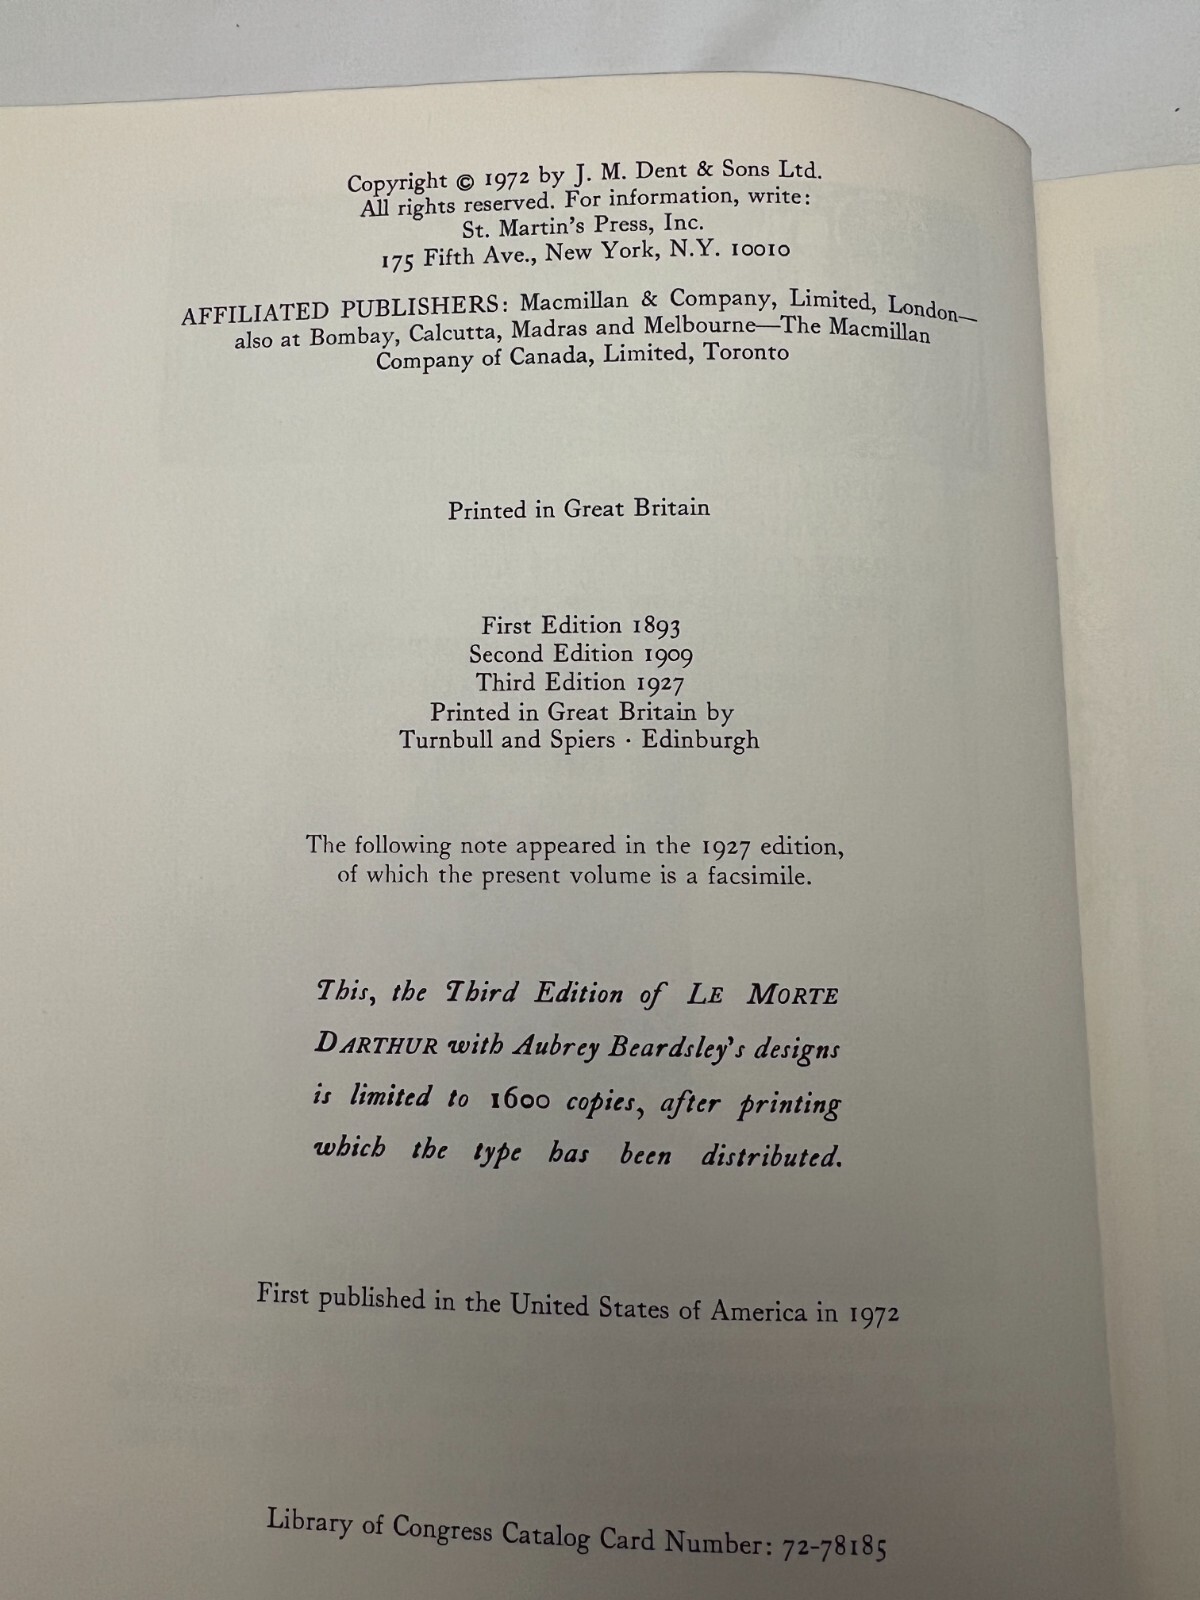 Copyright © 1972 by J. M. Dent & Sons Ltd.
All rights reserved. For information, write:
St. Martin's Press, Inc.
175 Fifth Ave., New York, N.Y. 10010
AFFILIATED PUBLISHERS: Macmillan & Company, Limited, London—
also at Bombay, Calcutta, Madras and Melbourne—The Macmillan
Company of Canada, Limited, Toronto
Printed in Great Britain
First Edition 1893
Second Edition 1909
Third Edition 1927
Printed in Great Britain by
Turnbull and Spiers · Edinburgh
The following note appeared in the 1927 edition,
of which the present volume is a facsimile.
This, the Third Edition of LE MORTE
DARTHUR with Aubrey Beardsley's designs
is limited to 1600 copies, after printing
which the type has been distributed.
First published in the United States of America in 1972
Library of Congress Catalog Card Number: 72-78185